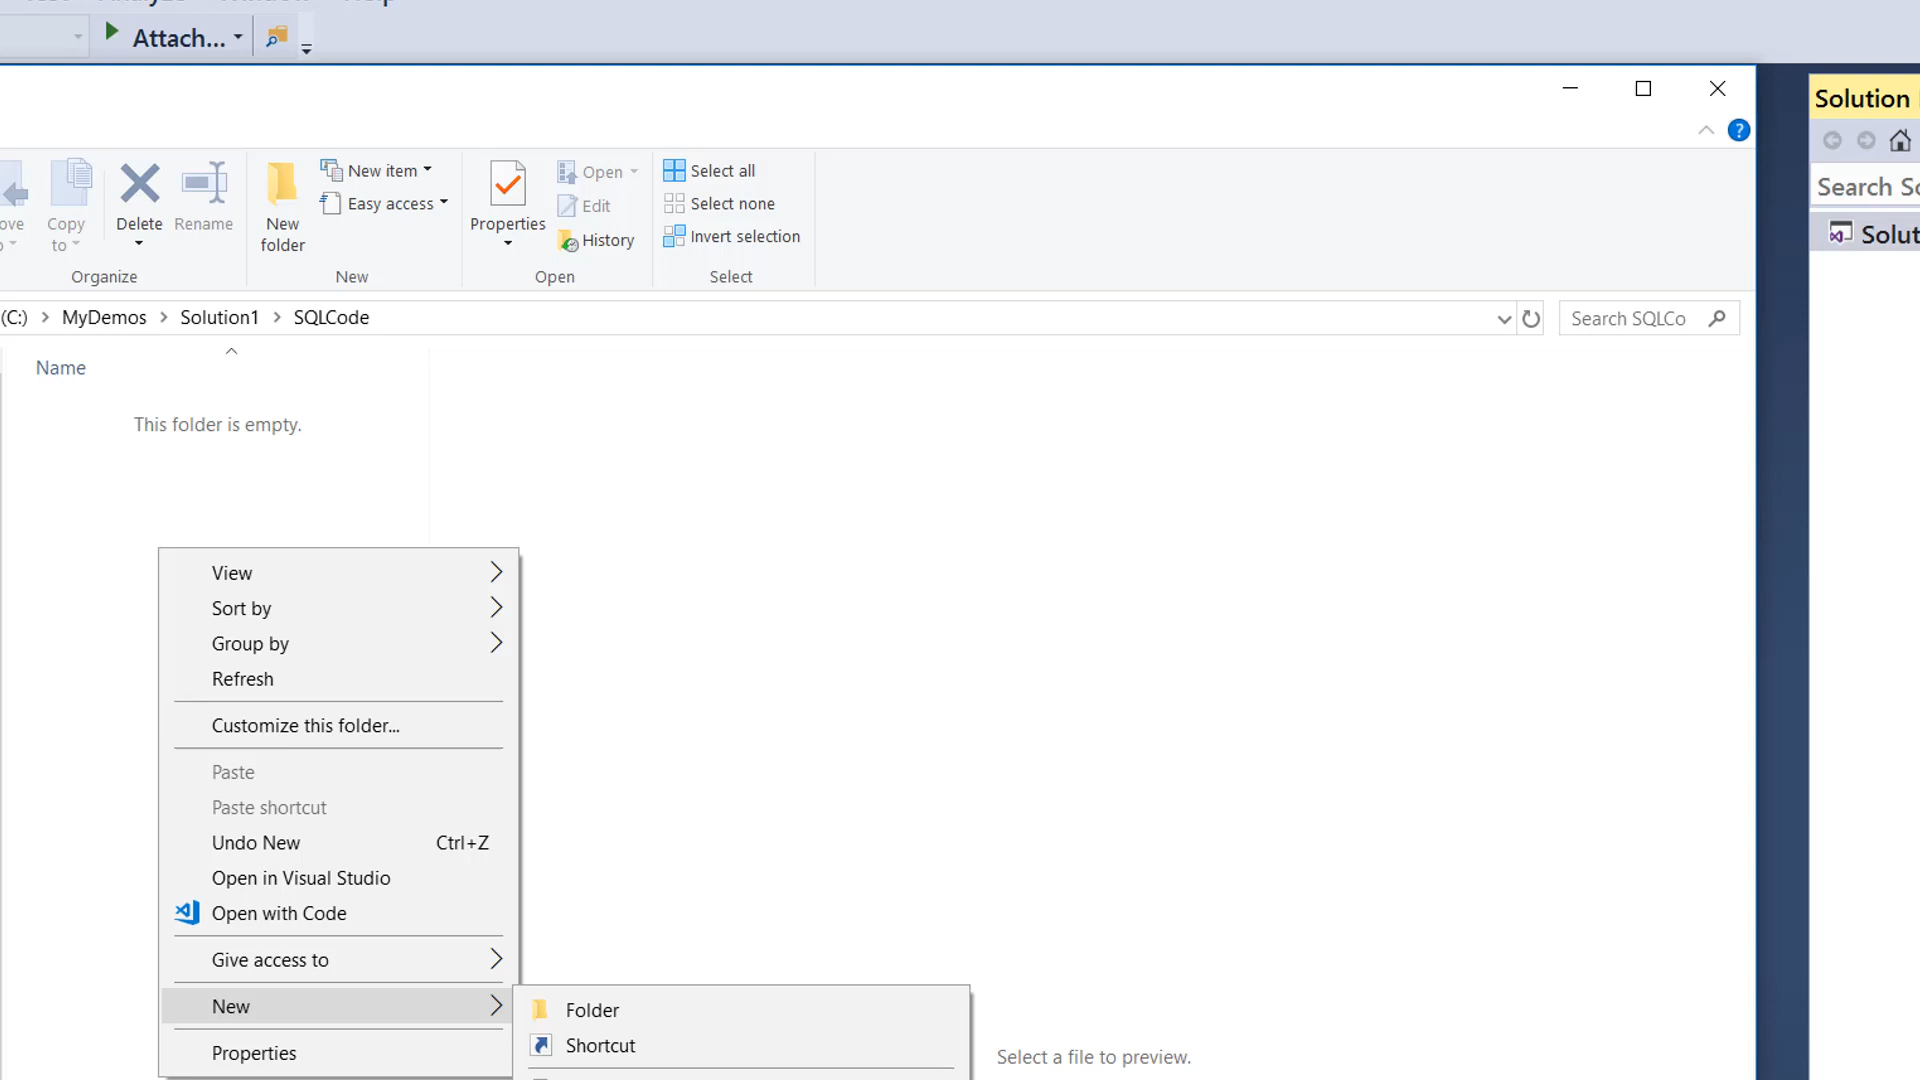 Attach...
Solution
Search So
Solut
ove
Copy to
Delete
Rename
New folder
New item
Easy access
Properties
Open
Edit
History
Select all
Select none
Invert selection
Organize
New
Open
Select
(C:) > MyDemos > Solution1 > SQLCode
Search SQLCo
Name
This folder is empty.
View
Sort by
Group by
Refresh
Customize this folder...
Paste
Paste shortcut
Undo New Ctrl+Z
Open in Visual Studio
Open with Code
Give access to
New
Properties
Folder
Shortcut
Select a file to preview.